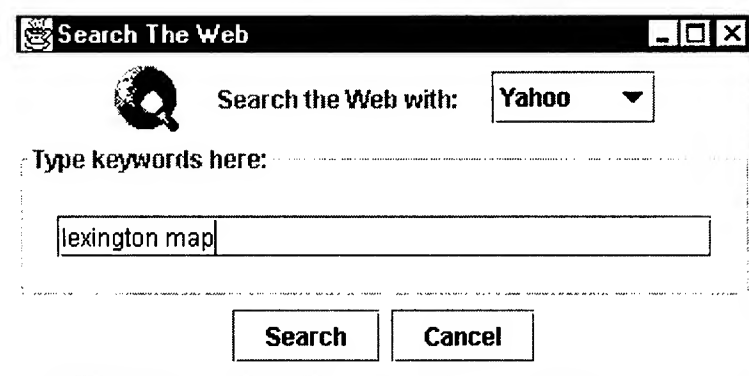 Search The Web
Search the Web with: Yahoo
Type keywords here:
lexington map
Search Cancel